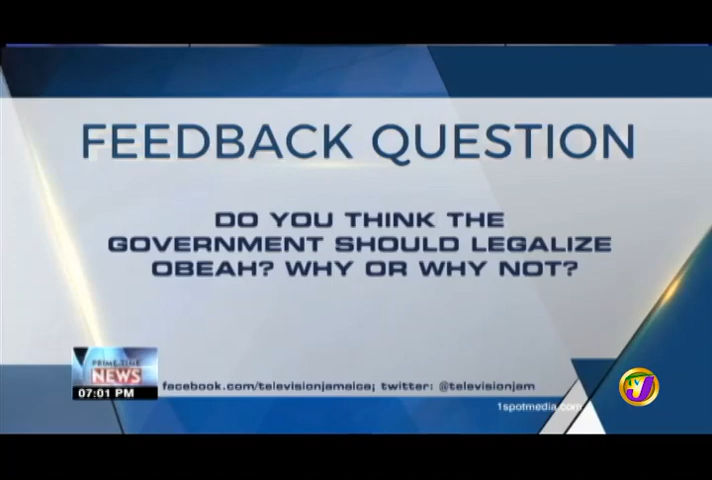 FEEDBACK QUESTION
DO YOU THINK THE
GOVERNMENT SHOULD LEGALIZE
OBEAH? WHY OR WHY NOT?
PRIME TIME
NEWS
07:01 PM
facebook.com/televisionjamaica; twitter: @televisionjam
1spotmedia.com
TVJ